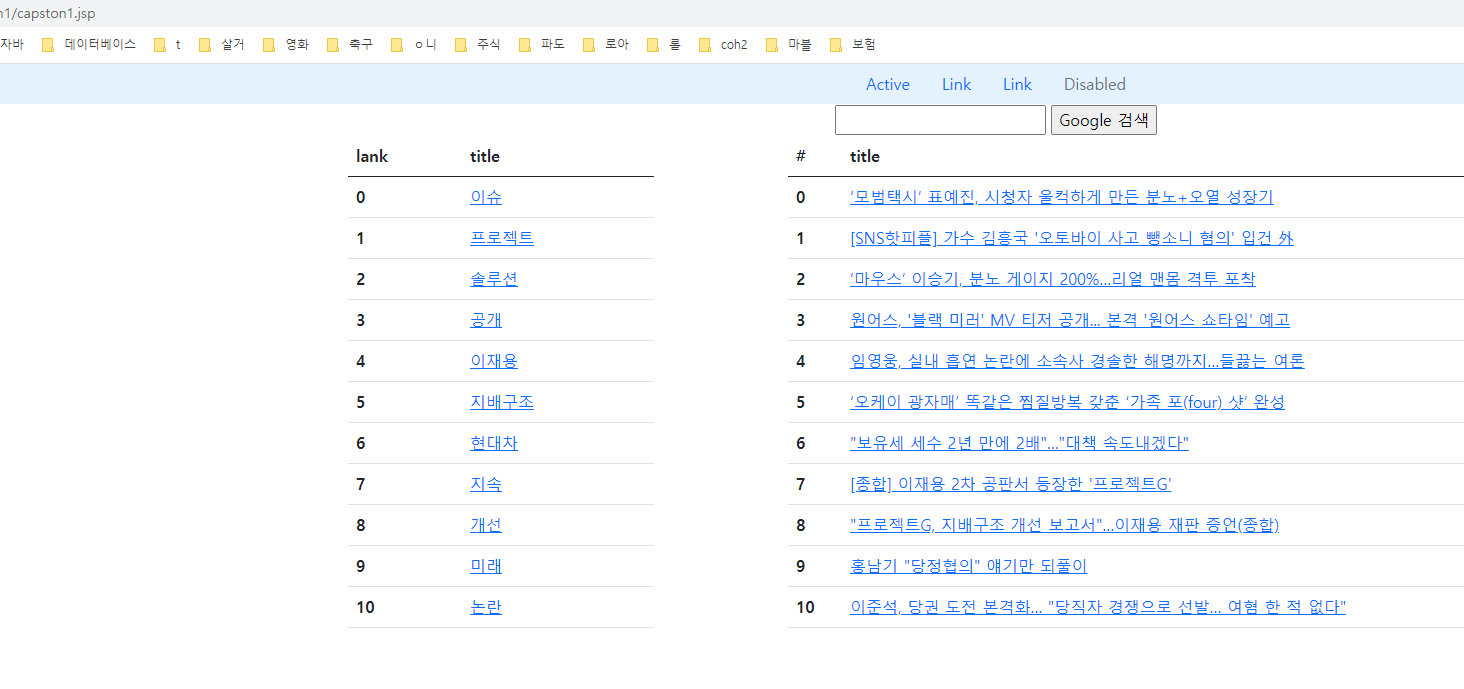 n1/capston1.jsp
자바 데이터베이스 t 살거 영화 축구 ㅇ니 주식 파도 로아 롤 coh2 마블 보험
Active Link Link Disabled
Google 검색
lank title
0 이슈
1 프로젝트
2 솔루션
3 공개
4 이재용
5 지배구조
6 현대차
7 지속
8 개선
9 미래
10 논란
# title
0 ‘모범택시’ 표예진, 시청자 울컥하게 만든 분노+오열 성장기
1 [SNS핫피플] 가수 김흥국 '오토바이 사고 뺑소니 혐의' 입건 外
2 ‘마우스’ 이승기, 분노 게이지 200%…리얼 맨몸 격투 포착
3 원어스, '블랙 미러' MV 티저 공개... 본격 '원어스 쇼타임' 예고
4 임영웅, 실내 흡연 논란에 소속사 경솔한 해명까지…들끓는 여론
5 ‘오케이 광자매’ 똑같은 찜질방복 갖춘 ‘가족 포(four) 샷’ 완성
6 "보유세 세수 2년 만에 2배"…"대책 속도내겠다"
7 [종합] 이재용 2차 공판서 등장한 '프로젝트G'
8 "프로젝트G, 지배구조 개선 보고서"…이재용 재판 증언(종합)
9 홍남기 "당정협의" 얘기만 되풀이
10 이준석, 당권 도전 본격화… "당직자 경쟁으로 선발… 여혐 한 적 없다"